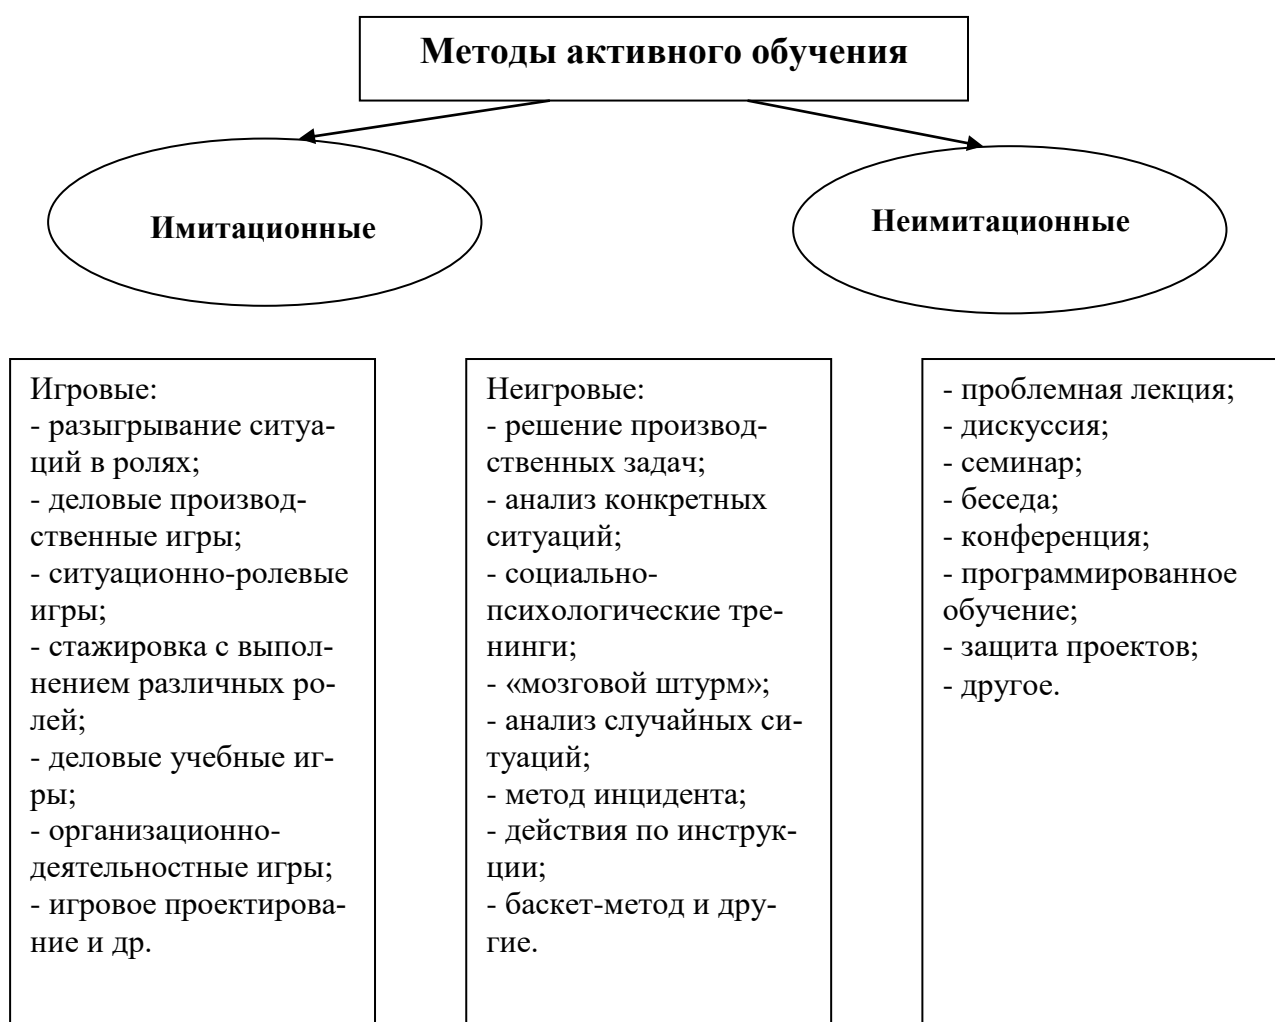 Методы активного обучения
Имитационные
Неимитационные
Игровые:
- разыгрывание ситуа-
ций в ролях;
- деловые производ-
ственные игры;
- ситуационно-ролевые
игры;
- стажировка с выпол-
нением различных ро-
лей;
- деловые учебные иг-
ры;
- организационно-
деятельностные игры;
- игровое проектирова-
ние и др.
Неигровые:
- решение производ-
ственных задач;
- анализ конкретных
ситуаций;
- социально-
психологические тре-
нинги;
- «мозговой штурм»;
- анализ случайных си-
туаций;
- метод инцидента;
- действия по инструк-
ции;
- баскет-метод и дру-
гие.
- проблемная лекция;
- дискуссия;
- семинар;
- беседа;
- конференция;
- программированное
обучение;
- защита проектов;
- другое.